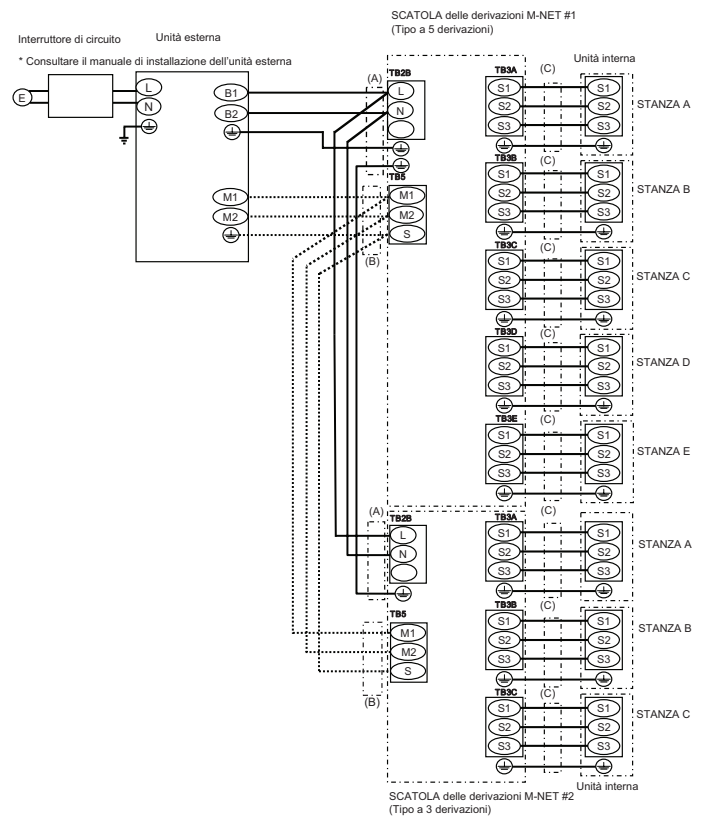 SCATOLA delle derivazioni M-NET #1
(Tipo a 5 derivazioni)
Interruttore di circuito
Unità esterna
* Consultare il manuale di installazione dell'unità esterna
Unità interna
E
L
N
B1
B2
M1
M2
(A)
TB2B
L
N
TB5
M1
M2
S
(B)
TB3A
(C)
S1
S1
S2
S2
S3
S3
STANZA A
TB3B
(C)
S1
S1
S2
S2
S3
S3
STANZA B
TB3C
(C)
S1
S1
S2
S2
S3
S3
STANZA C
TB3D
(C)
S1
S1
S2
S2
S3
S3
STANZA D
TB3E
(C)
S1
S1
S2
S2
S3
S3
STANZA E
(A)
TB2B
L
N
TB5
M1
M2
S
(B)
TB3A
(C)
S1
S1
S2
S2
S3
S3
STANZA A
TB3B
(C)
S1
S1
S2
S2
S3
S3
STANZA B
TB3C
(C)
S1
S1
S2
S2
S3
S3
STANZA C
Unità interna
SCATOLA delle derivazioni M-NET #2
(Tipo a 3 derivazioni)